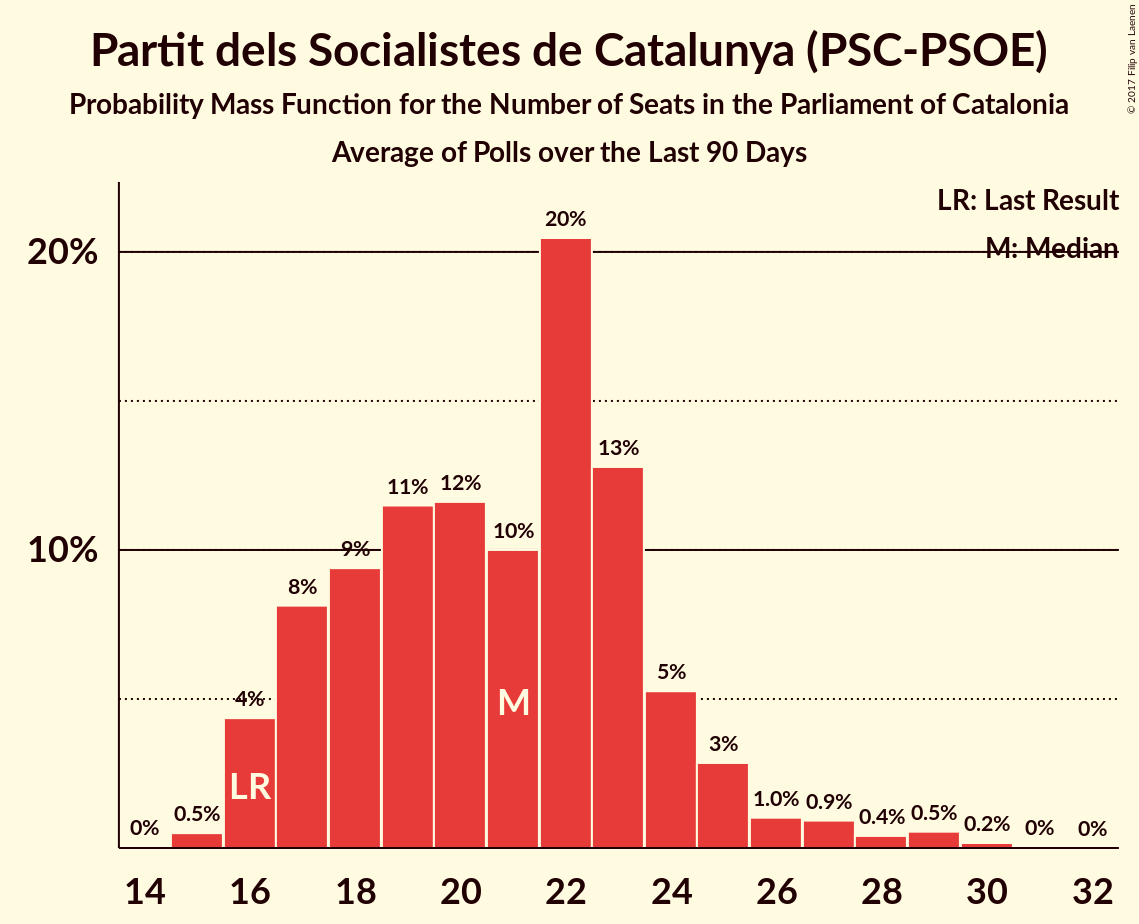 Partit dels Socialistes de Catalunya (PSC-PSOE)
Probability Mass Function for the Number of Seats in the Parliament of Catalonia
Average of Polls over the Last 90 Days
© 2017 Filip van Laenen
LR: Last Result
M: Median
20%
10%
0%
0.5%
4%
8%
9%
11%
12%
10%
20%
13%
5%
3%
1.0%
0.9%
0.4%
0.5%
0.2%
0%
0%
LR
M
14 16 18 20 22 24 26 28 30 32